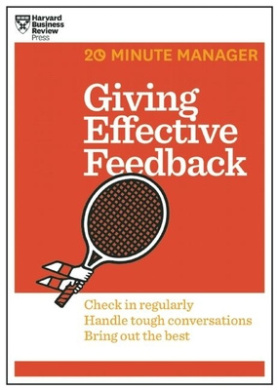 Harvard
Business
Review
Press
20 MINUTE MANAGER
Giving
Effective
Feedback
Check in regularly
Handle tough conversations
Bring out the best